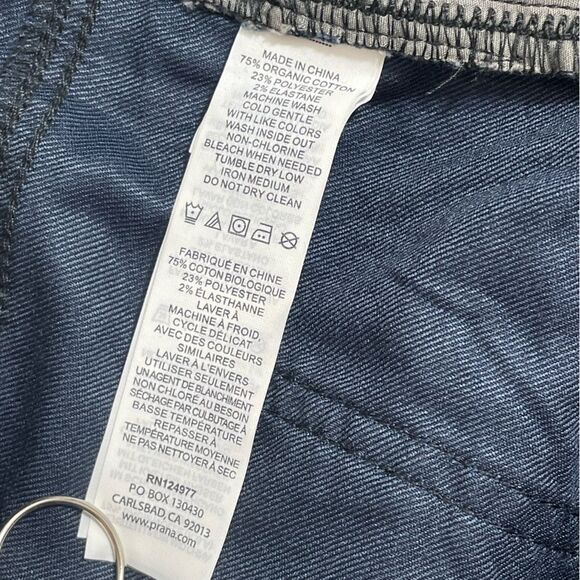 MADE IN CHINA
75% ORGANIC COTTON
23% POLYESTER
2% ELASTANE
MACHINE WASH
COLD GENTLE
WITH LIKE COLORS
WASH INSIDE OUT
NON-CHLORINE
BLEACH WHEN NEEDED
TUMBLE DRY LOW
IRON MEDIUM
DO NOT DRY CLEAN
FABRIQUÉ EN CHINE
75% COTON BIOLOGIQUE
23% POLYESTER
2% ÉLASTHANNE
LAVER À
MACHINE À FROID,
CYCLE DÉLICAT
AVEC DES COULEURS
SIMILAIRES
LAVER À L'ENVERS
UTILISER SEULEMENT
UN AGENT DE BLANCHIMENT
NON CHLORÉ AU BESOIN
SÉCHAGE PAR CULBUTAGE À
BASSE TEMPÉRATURE
REPASSER À
TEMPÉRATURE MOYENNE
NE PAS NETTOYER À SEC
RN124977
PO BOX 130430
CARLSBAD, CA 92013
www.prana.com